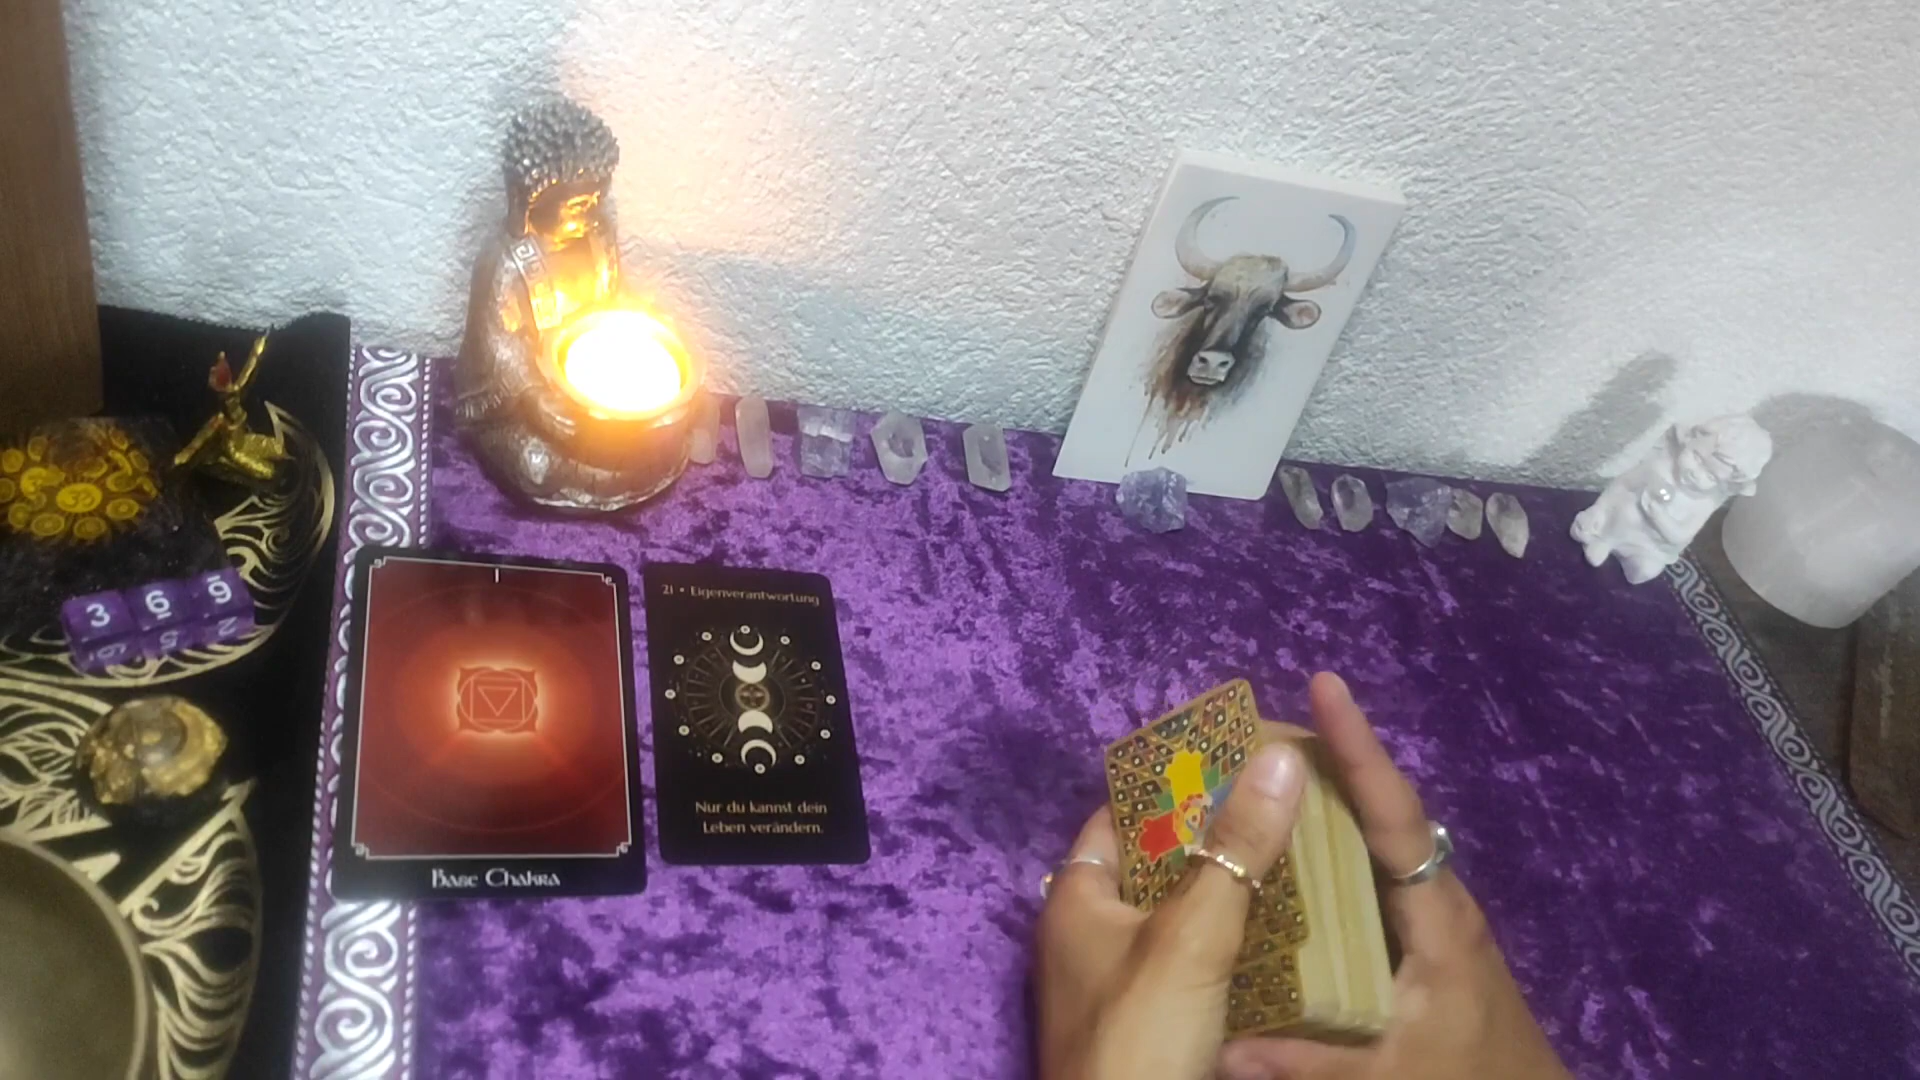 I
Base Chakra
21 • Eigenverantwortung
Nur du kannst dein
Leben verändern.
3 6 9